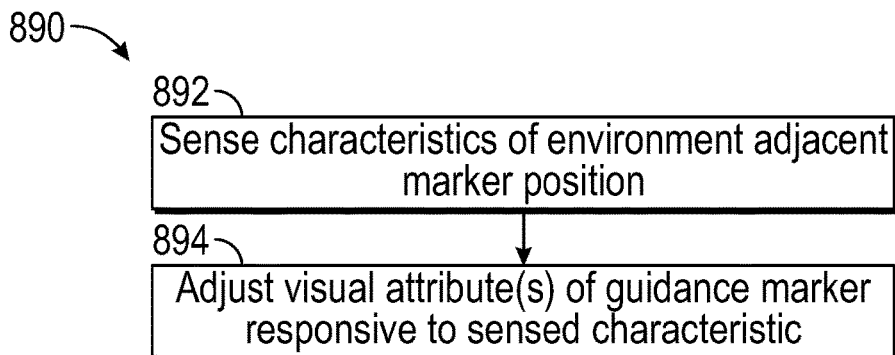 890
892
Sense characteristics of environment adjacent
marker position
894
Adjust visual attribute(s) of guidance marker
responsive to sensed characteristic